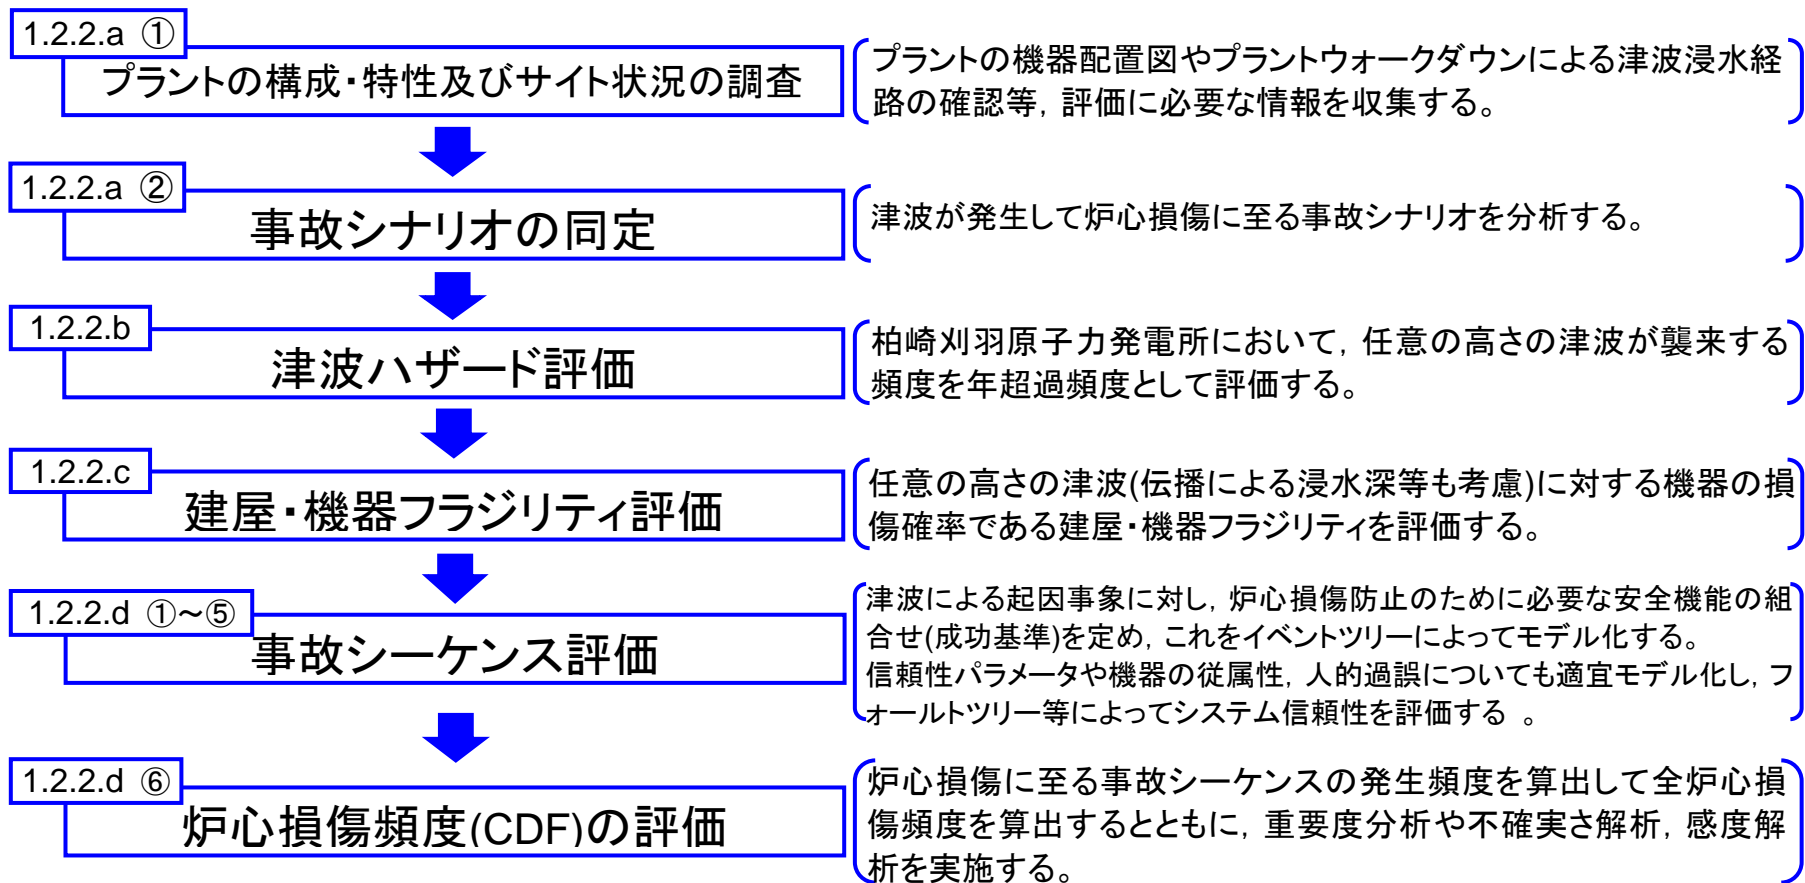 1.2.2.a ①
プラントの構成・特性及びサイト状況の調査
プラントの機器配置図やプラントウォークダウンによる津波浸水経
路の確認等, 評価に必要な情報を収集する。
1.2.2.a ②
事故シナリオの同定
津波が発生して炉心損傷に至る事故シナリオを分析する。
1.2.2.b
津波ハザード評価
柏崎刈羽原子力発電所において, 任意の高さの津波が襲来する
頻度を年超過頻度として評価する。
1.2.2.c
建屋・機器フラジリティ評価
任意の高さの津波(伝播による浸水深等も考慮)に対する機器の損
傷確率である建屋・機器フラジリティを評価する。
1.2.2.d ①～⑤
事故シーケンス評価
津波による起因事象に対し, 炉心損傷防止のために必要な安全機能の組
合せ(成功基準)を定め, これをイベントツリーによってモデル化する。
信頼性パラメータや機器の従属性, 人的過誤についても適宜モデル化し, フ
ォールトツリー等によってシステム信頼性を評価する 。
1.2.2.d ⑥
炉心損傷頻度(CDF)の評価
炉心損傷に至る事故シーケンスの発生頻度を算出して全炉心損
傷頻度を算出するとともに, 重要度分析や不確実さ解析, 感度解
析を実施する。